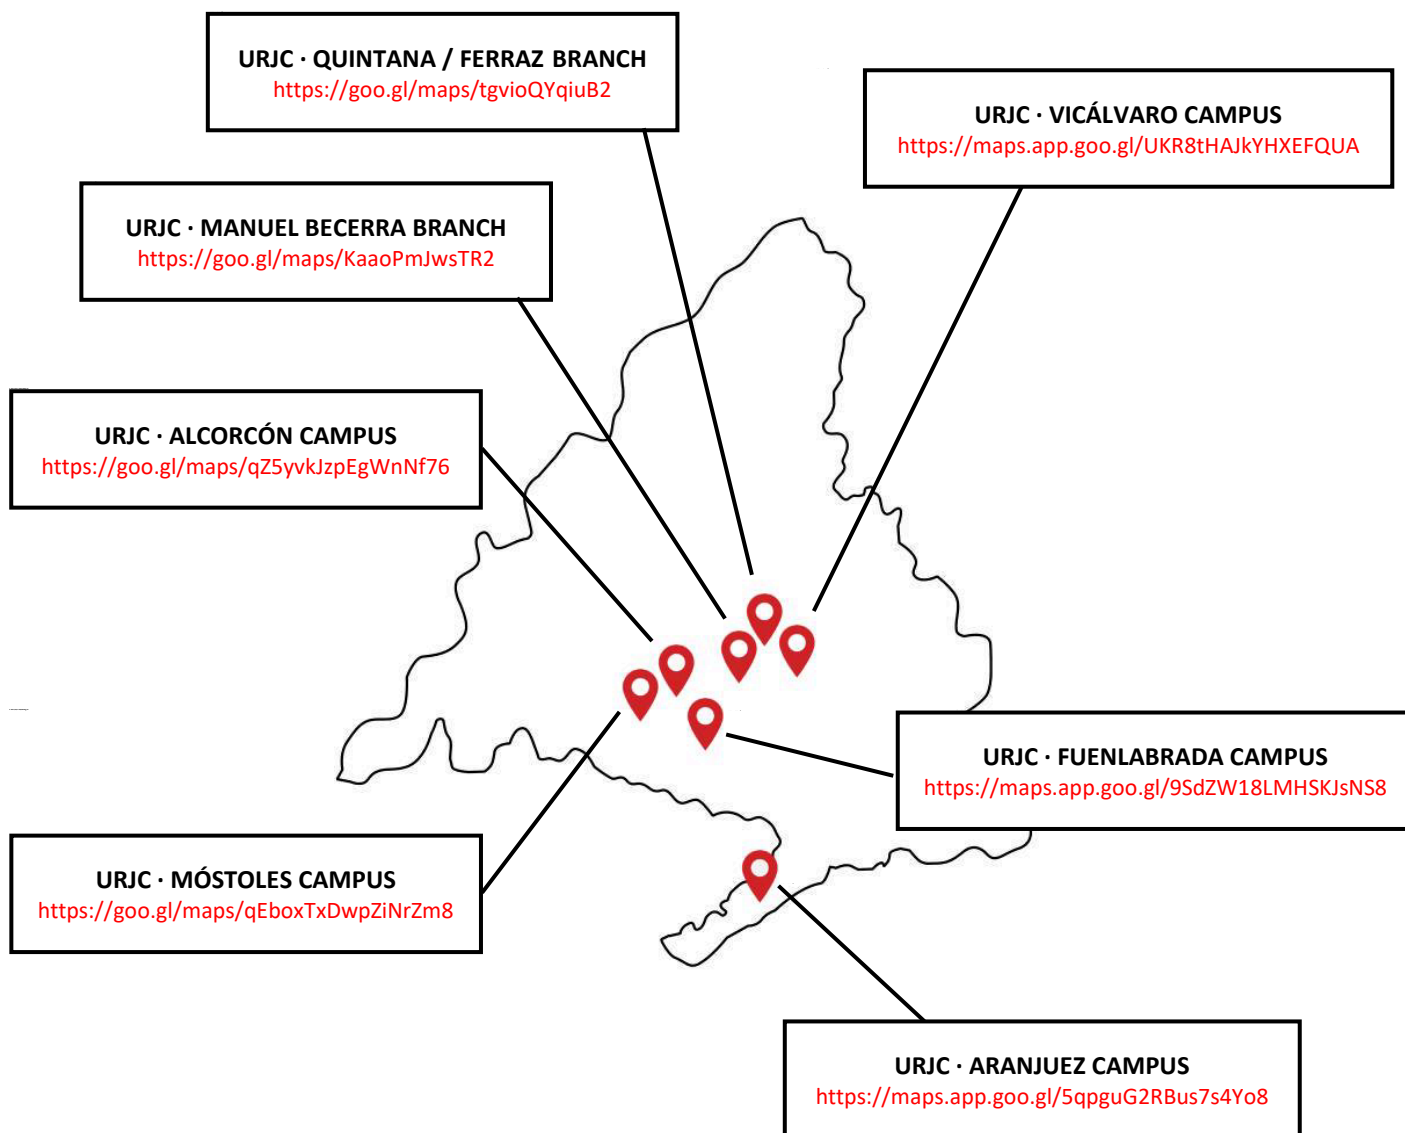 URJC · QUINTANA / FERRAZ BRANCH
https://goo.gl/maps/tgvioQYqiuB2
URJC · VICÁLVARO CAMPUS
https://maps.app.goo.gl/UKR8tHAJkYHXEFQUA
URJC · MANUEL BECERRA BRANCH
https://goo.gl/maps/KaaoPmJwsTR2
URJC · ALCORCÓN CAMPUS
https://goo.gl/maps/qZ5yvkJzpEgWnNf76
URJC · FUENLABRADA CAMPUS
https://maps.app.goo.gl/9SdZW18LMHSKJsNS8
URJC · MÓSTOLES CAMPUS
https://goo.gl/maps/qEboxTxDwpZiNrZm8
URJC · ARANJUEZ CAMPUS
https://maps.app.goo.gl/5qpguG2RBus7s4Yo8